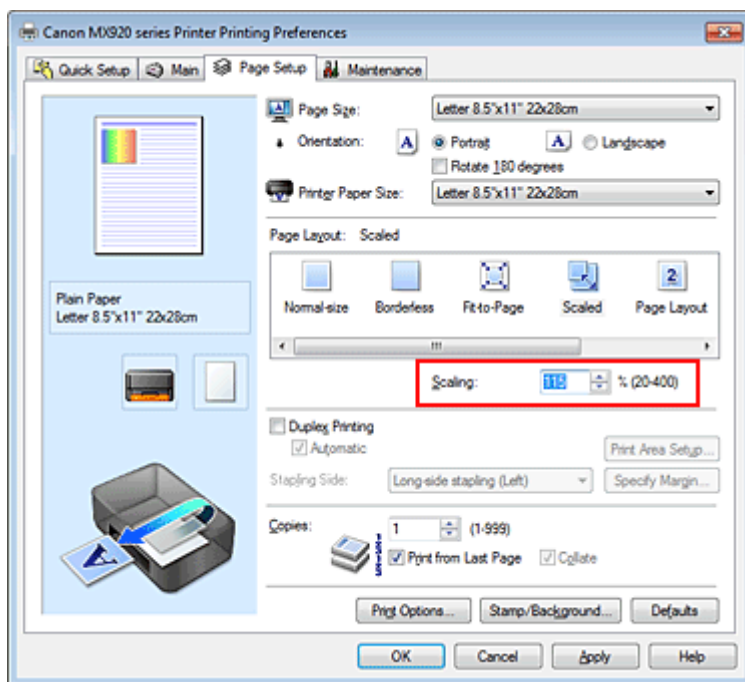 Canon MX920 series Printer Printing Preferences
Quick Setup Main Page Setup Maintenance
Page Size: Letter 8.5"x11" 22x28cm
Orientation: A Portrait A Landscape
Rotate 180 degrees
Printer Paper Size: Letter 8.5"x11" 22x28cm
Page Layout: Scaled
Normal-size Borderless Fit-to-Page Scaled 2 Page Layout
Plain Paper
Letter 8.5"x11" 22x28cm
Scaling: 115 % (20-400)
Duplex Printing
Automatic Print Area Setup...
Stapling Side: Long-side stapling (Left) Specify Margin...
Copies: 1 (1-999)
Print from Last Page Collate
A
Print Options... Stamp/Background... Defaults
OK Cancel Apply Help